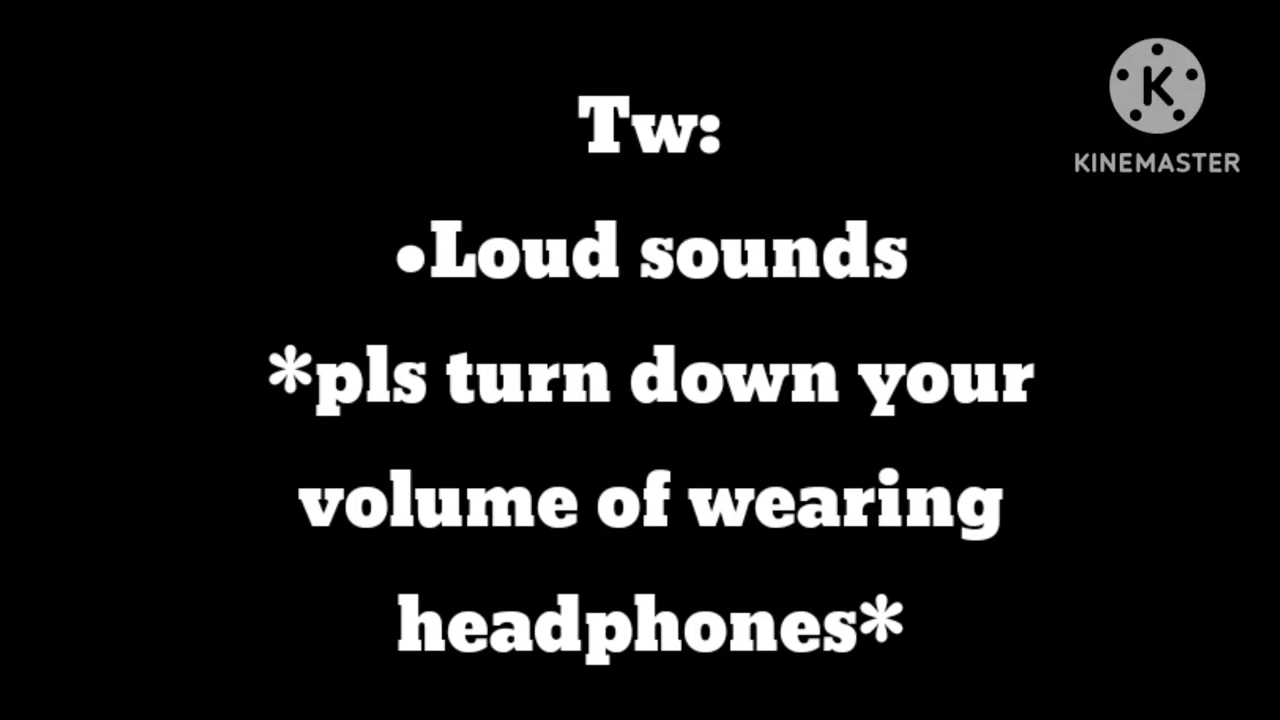 Tw:
•Loud sounds
*pls turn down your
volume of wearing
headphones*
K
KINEMASTER